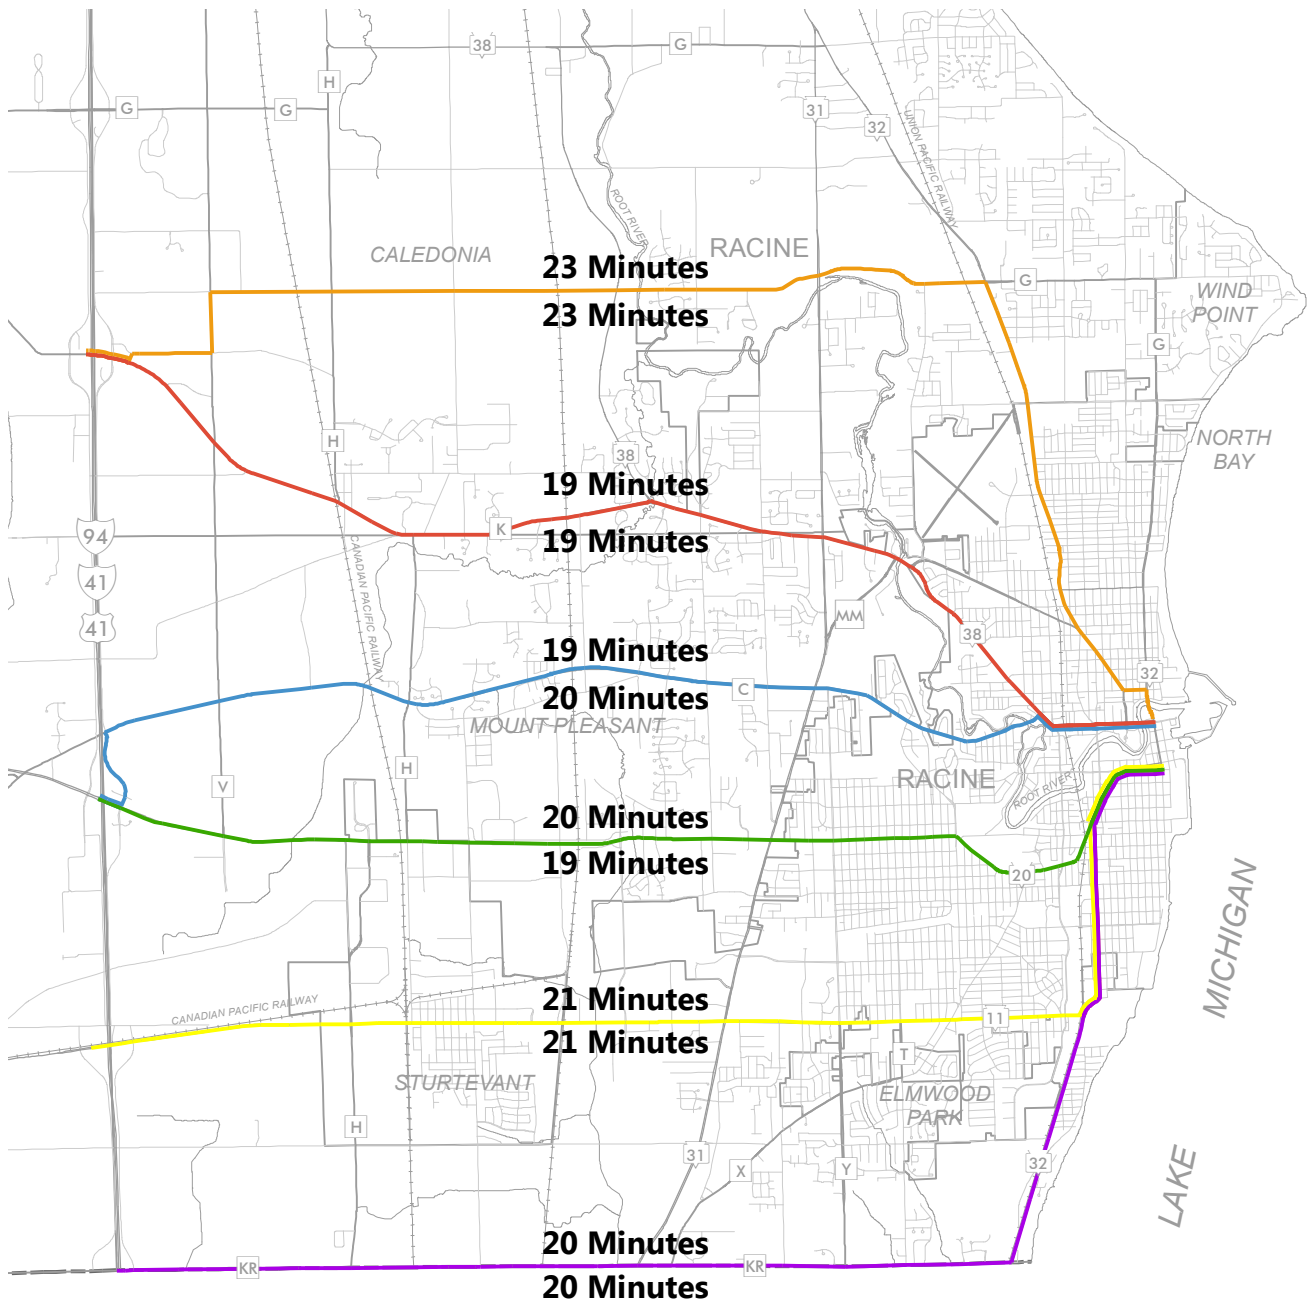 38
G
H
G
G
31
32
UNION PACIFIC RAILWAY
ROOT RIVER
RACINE
CALEDONIA
23 Minutes
G
WIND
POINT
23 Minutes
G
H
38
NORTH
BAY
19 Minutes
K
94
19 Minutes
CANADIAN PACIFIC RAILWAY
41
MM
41
38
19 Minutes
32
C
20 Minutes
MOUNT PLEASANT
H
RACINE
V
ROOT RIVER
20 Minutes
19 Minutes
20
MICHIGAN
21 Minutes
CANADIAN PACIFIC RAILWAY
11
21 Minutes
T
STURTEVANT
ELMWOOD
PARK
H
31
X
Y
32
LAKE
20 Minutes
KR
KR
20 Minutes